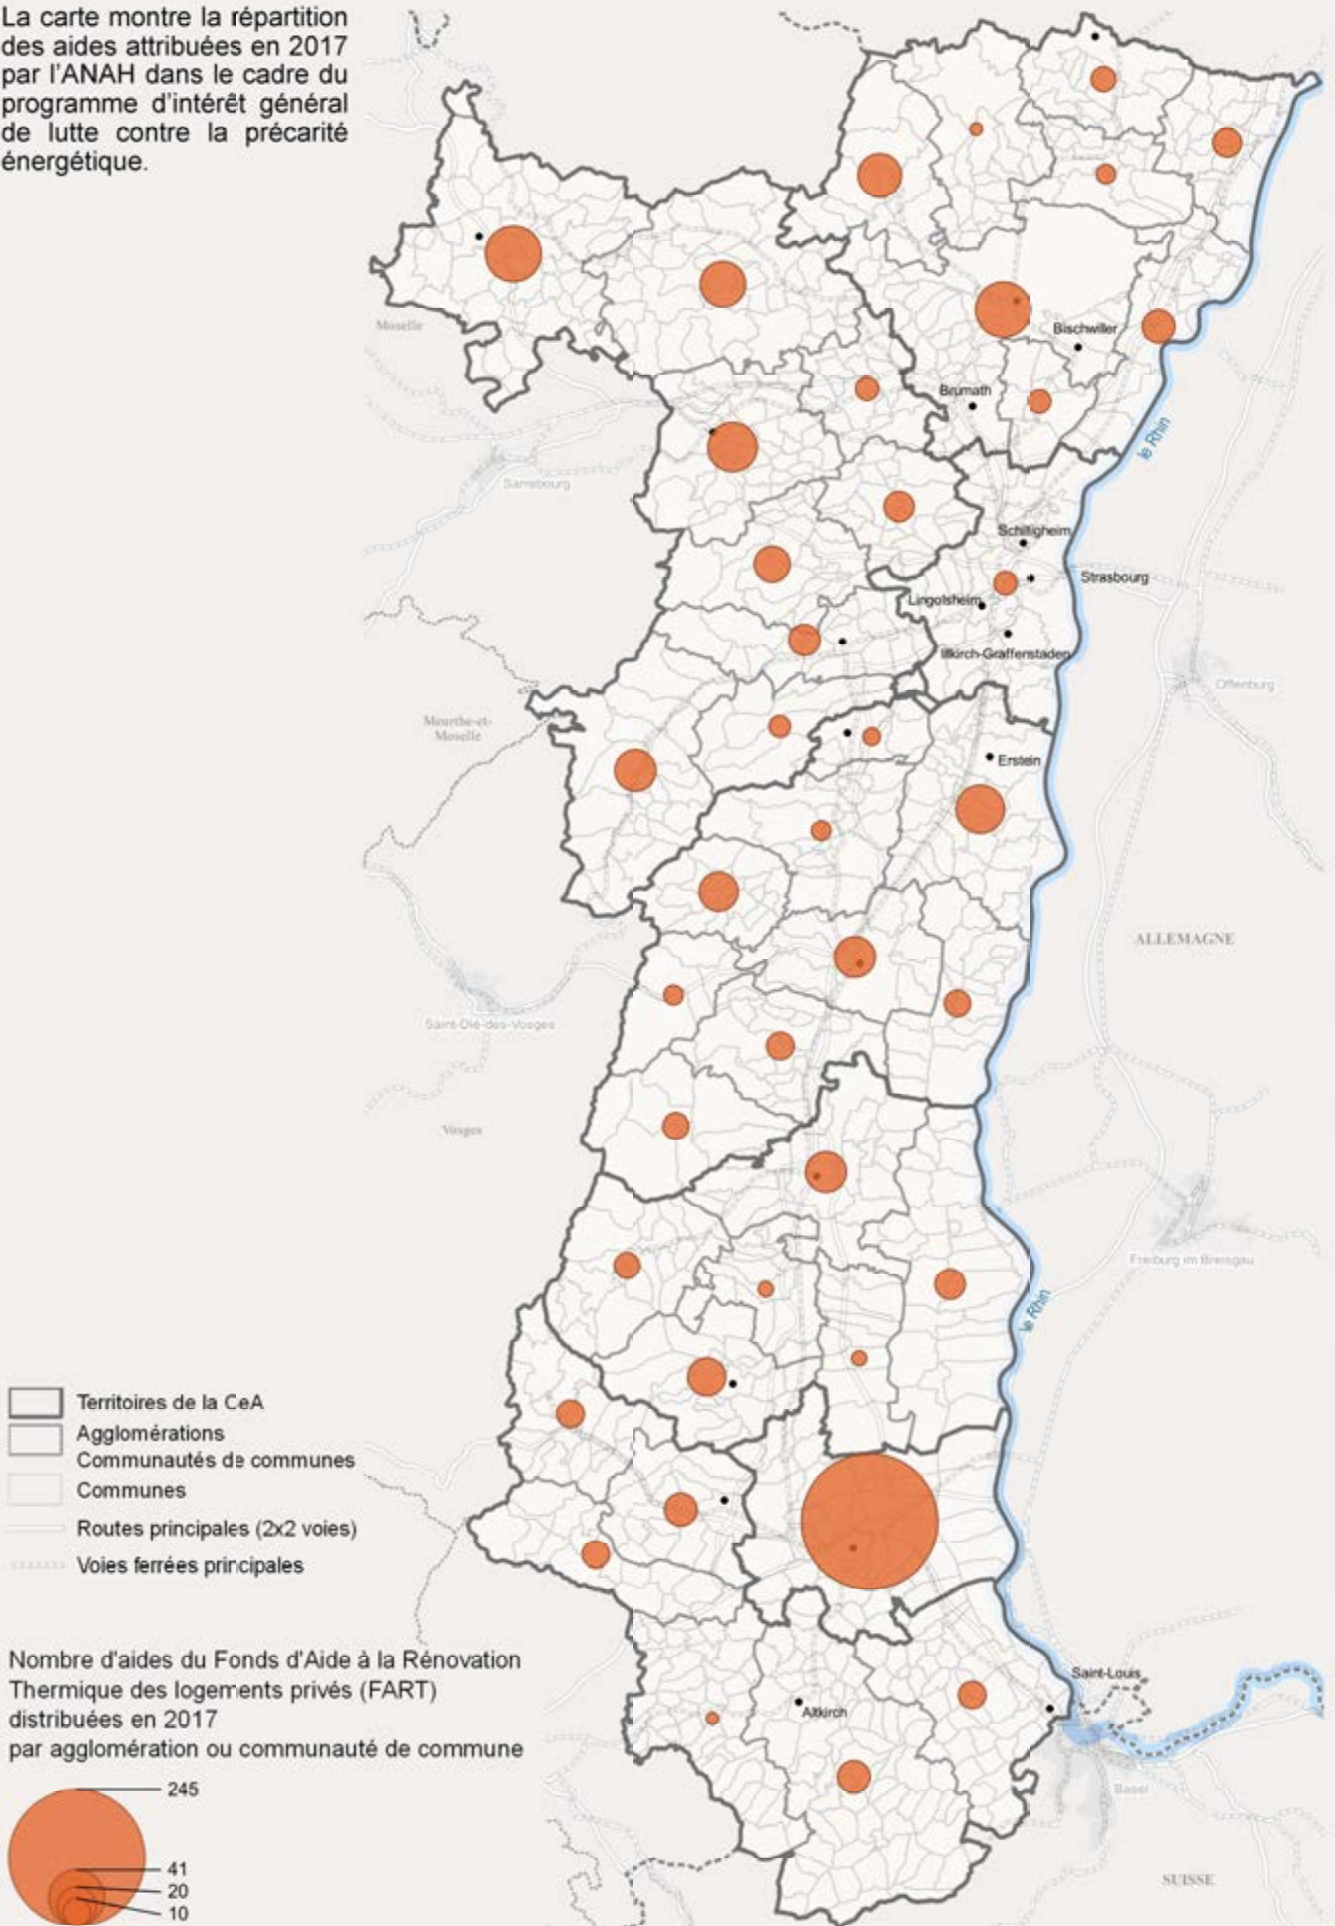 La carte montre la répartition
des aides attribuées en 2017
par l'ANAH dans le cadre du
programme d'intérêt général
de lutte contre la précarité
énergétique.
Moselle
Bischwiller
Brumath
le Rhin
Sarrebourg
Schiltigheim
Strasbourg
Lingolsheim
Illkirch-Graffenstaden
Offenburg
Meurthe-et-
Moselle
Erstein
ALLEMAGNE
Saint-Dié-des-Vosges
Vosges
Freiburg im Breisgau
le Rhin
Territoires de la CeA
Agglomérations
Communautés de communes
Communes
Routes principales (2x2 voies)
Voies ferrées principales
Nombre d'aides du Fonds d'Aide à la Rénovation
Thermique des logements privés (FART)
distribuées en 2017
par agglomération ou communauté de commune
245
41
20
10
Saint-Louis
Altkirch
Basel
SUISSE